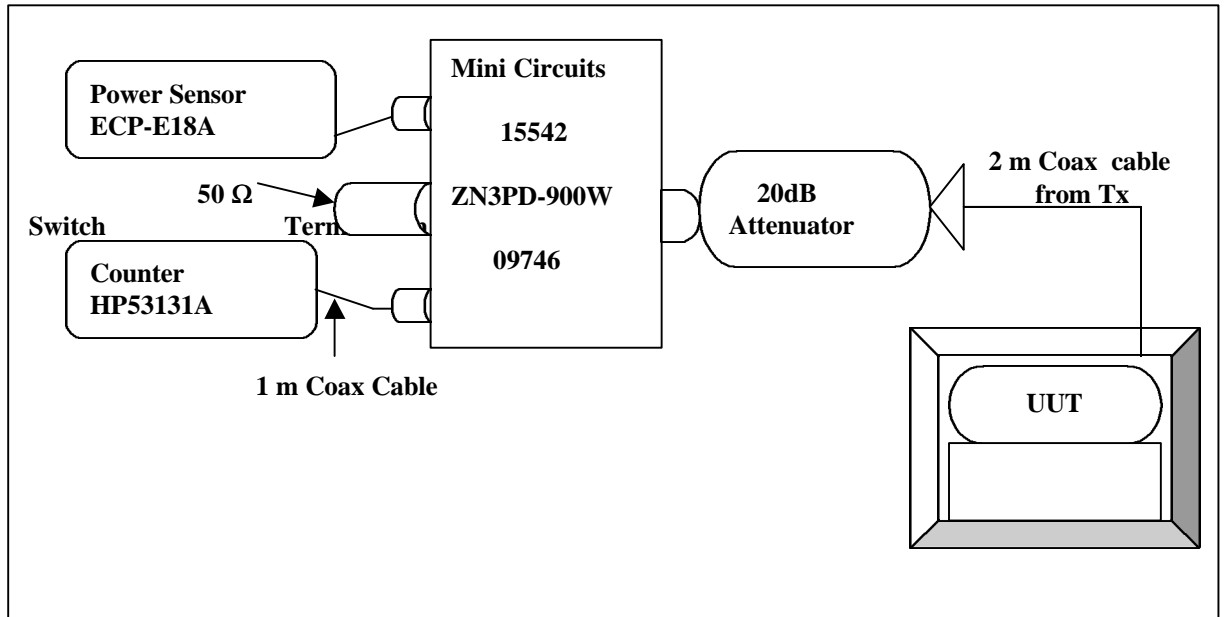 Mini Circuits
Power Sensor
ECP-E18A
15542
50 Ω
ZN3PD-900W
Switch
09746
Counter
HP53131A
1 m Coax Cable
20dB
Attenuator
2 m Coax cable
from Tx
UUT